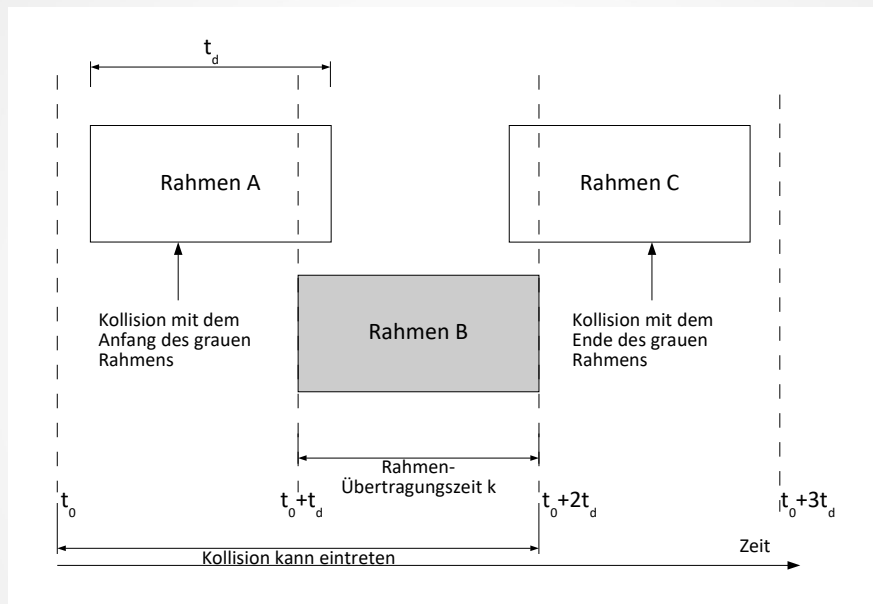 t_d
Rahmen A
Rahmen C
Kollision mit dem
Anfang des grauen
Rahmens
Rahmen B
Kollision mit dem
Ende des grauen
Rahmens
Rahmen-
Übertragungszeit k
t_0
t_0+t_d
t_0+2t_d
t_0+3t_d
Kollision kann eintreten
Zeit